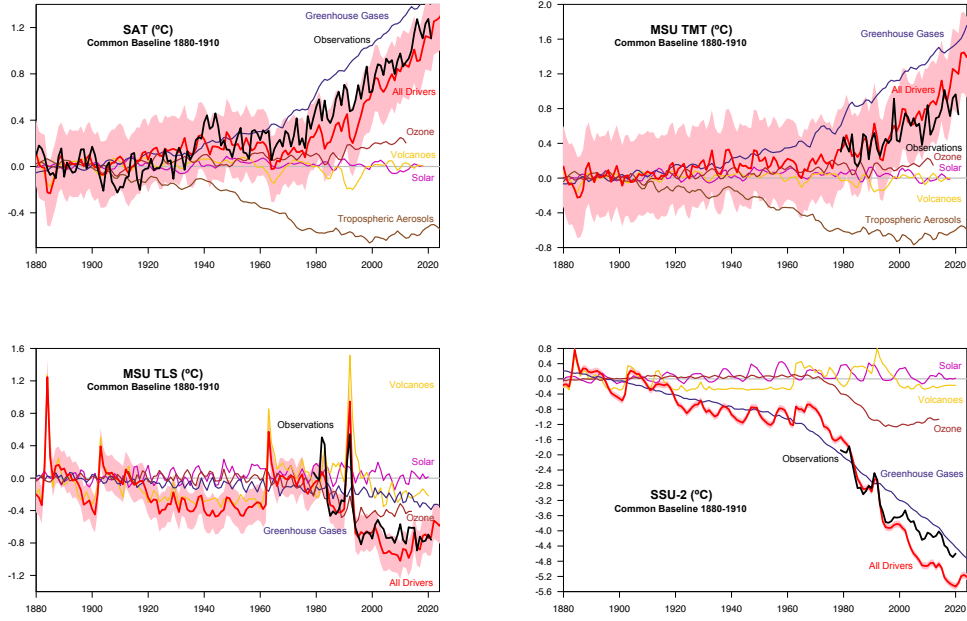 SAT (ºC)
Common Baseline 1880-1910
Greenhouse Gases
Observations
All Drivers
Ozone
Volcanoes
Solar
Tropospheric Aerosols
1.2
0.8
0.4
0.0
-0.4
1880 1900 1920 1940 1960 1980 2000 2020
MSU TMT (ºC)
Common Baseline 1880-1910
Greenhouse Gases
All Drivers
Observations
Ozone
Solar
Volcanoes
Tropospheric Aerosols
2.0
1.6
1.2
0.8
0.4
0.0
-0.4
-0.8
1880 1900 1920 1940 1960 1980 2000 2020
MSU TLS (ºC)
Common Baseline 1880-1910
Volcanoes
Observations
Solar
Ozone
Greenhouse Gases
All Drivers
1.6
1.2
0.8
0.4
0.0
-0.4
-0.8
-1.2
1880 1900 1920 1940 1960 1980 2000 2020
Solar
Volcanoes
Ozone
Observations
Greenhouse Gases
SSU-2 (ºC)
Common Baseline 1880-1910
All Drivers
0.8
0.4
0.0
-0.4
-0.8
-1.2
-1.6
-2.0
-2.4
-2.8
-3.2
-3.6
-4.0
-4.4
-4.8
-5.2
-5.6
1880 1900 1920 1940 1960 1980 2000 2020